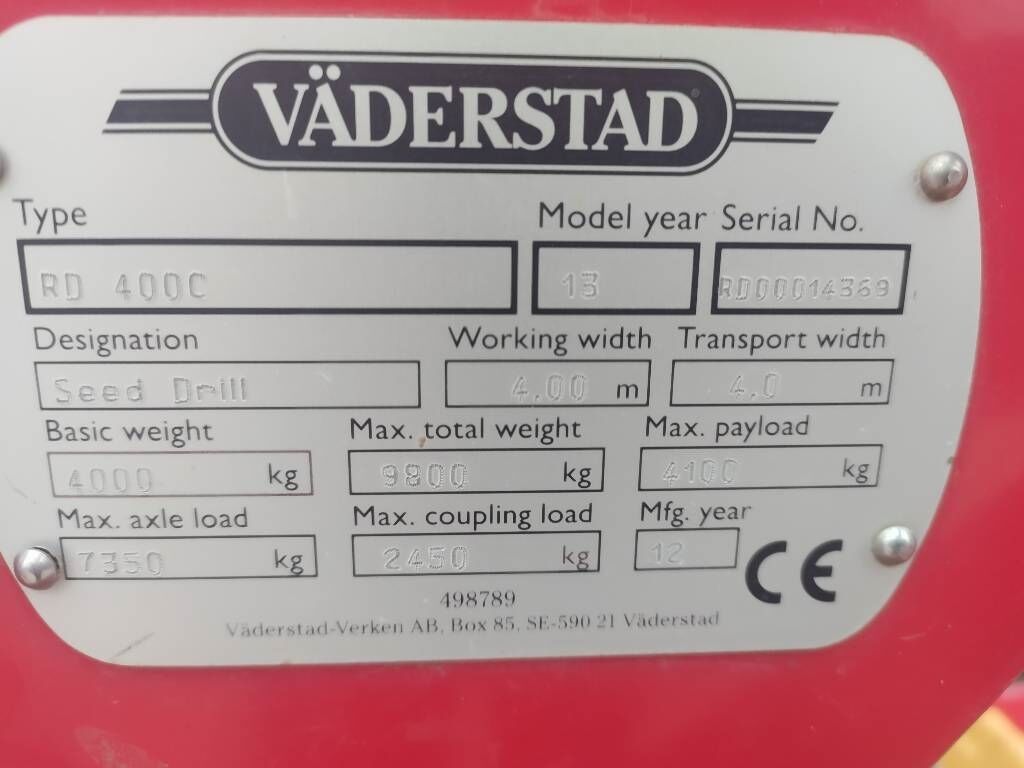 VÄDERSTAD
Type Model year Serial No.
RD 400C 13 RD00014369
Designation Working width Transport width
Seed Drill 4.00 m 4.0 m
Basic weight Max. total weight Max. payload
4000 kg 9800 kg 4100 kg
Max. axle load Max. coupling load Mfg. year
7350 kg 2450 kg 12 CE
498789
Väderstad-Verken AB, Box 85, SE-590 21 Väderstad